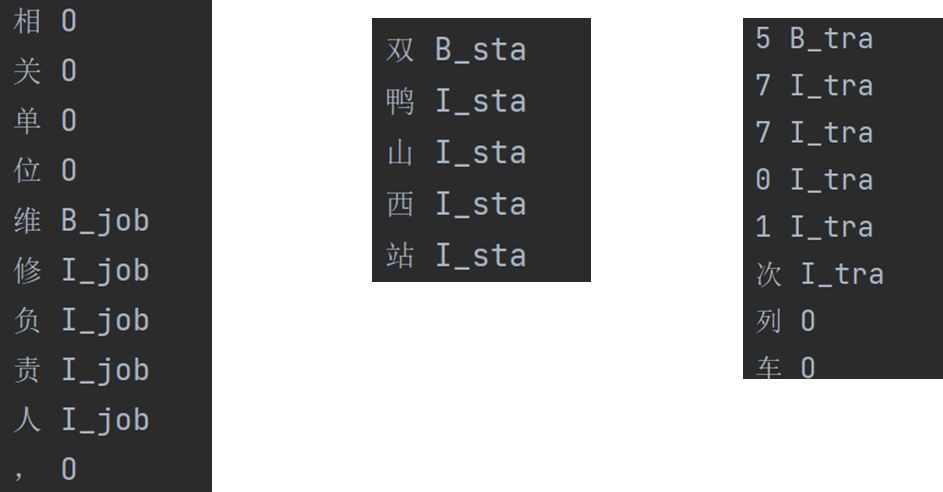 相 O
关 O
单 O
位 O
维 B_job
修 I_job
负 I_job
责 I_job
人 I_job
， O
双 B_sta
鸭 I_sta
山 I_sta
西 I_sta
站 I_sta
5 B_tra
7 I_tra
7 I_tra
0 I_tra
1 I_tra
次 I_tra
列 O
车 O